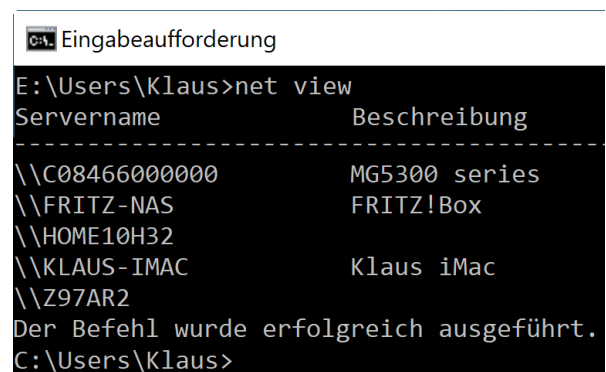 C:\. Eingabeaufforderung
E:\Users\Klaus>net view
Servername Beschreibung
-----------------------------------------
\\C08466000000 MG5300 series
\\FRITZ-NAS FRITZ!Box
\\HOME10H32
\\KLAUS-IMAC Klaus iMac
\\Z97AR2
Der Befehl wurde erfolgreich ausgeführt.
C:\Users\Klaus>